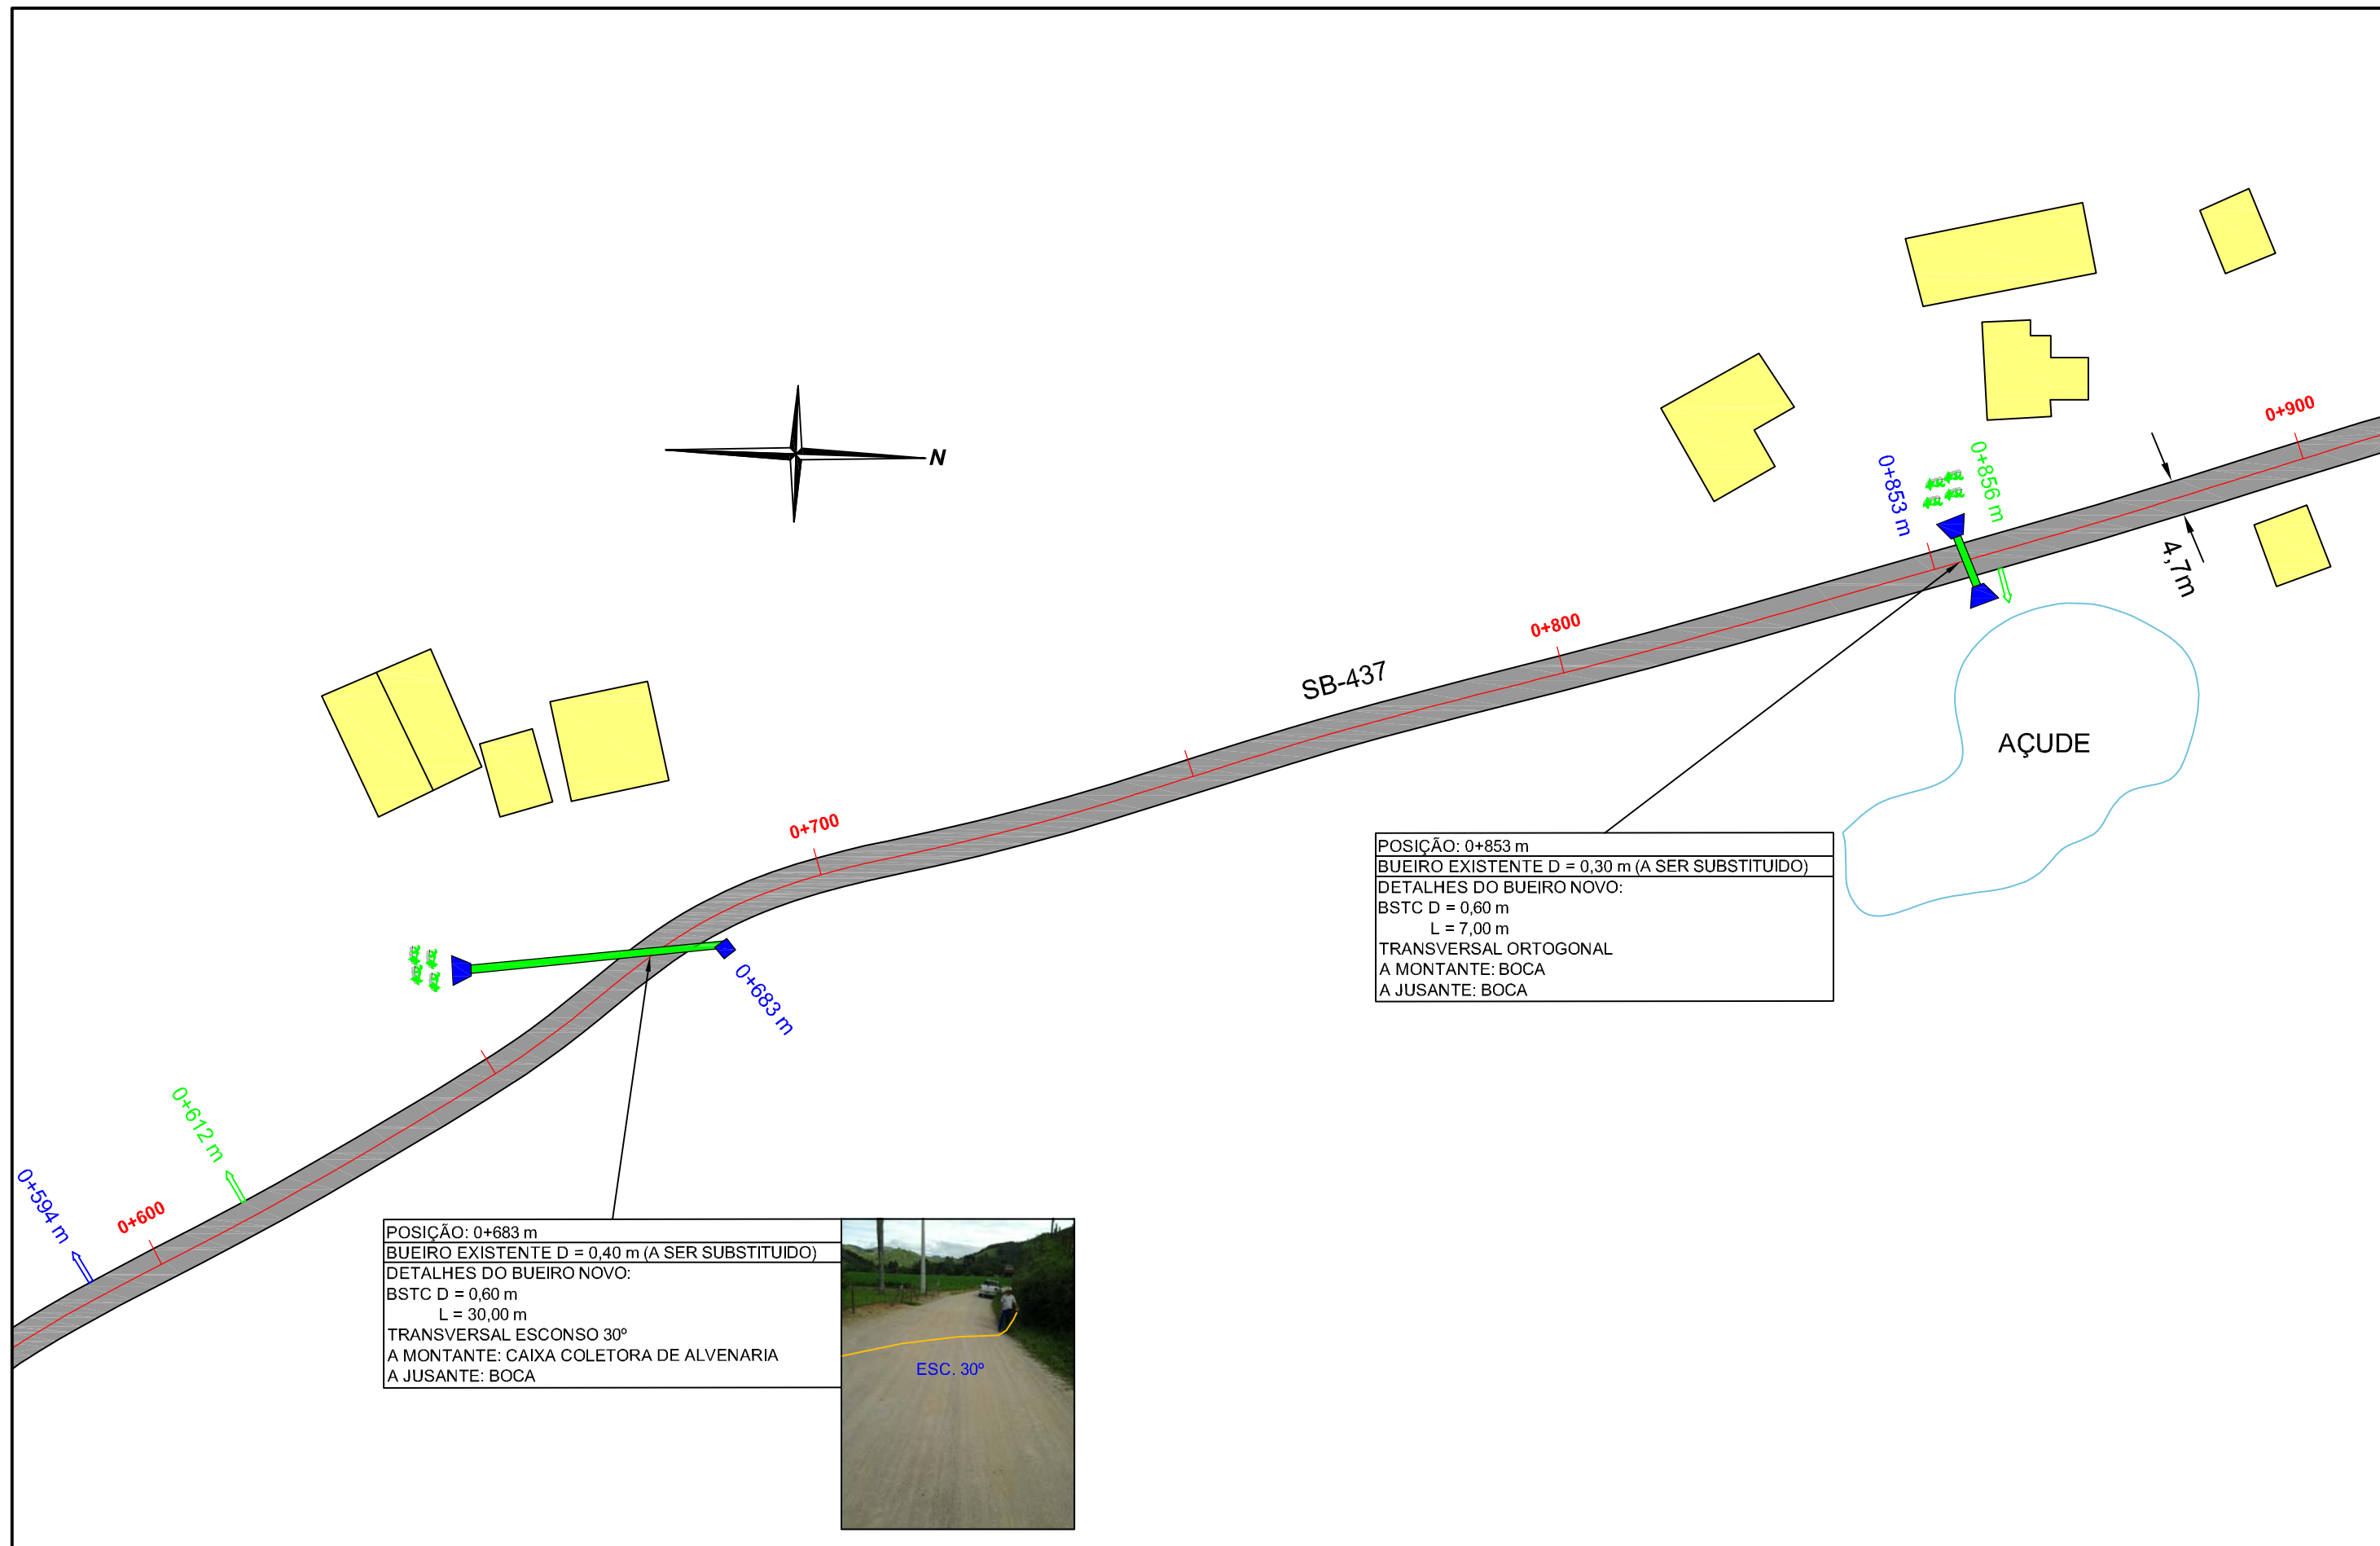 N
0+900
0+853 m
0+856 m
4,7m
0+800
SB-437
AÇUDE
0+700
POSIÇÃO: 0+853 m
BUEIRO EXISTENTE D = 0,30 m (A SER SUBSTITUIDO)
DETALHES DO BUEIRO NOVO:
BSTC D = 0,60 m
L = 7,00 m
TRANSVERSAL ORTOGONAL
A MONTANTE: BOCA
A JUSANTE: BOCA
0+683 m
0+612 m
0+594 m
0+600
POSIÇÃO: 0+683 m
BUEIRO EXISTENTE D = 0,40 m (A SER SUBSTITUIDO)
DETALHES DO BUEIRO NOVO:
BSTC D = 0,60 m
L = 30,00 m
TRANSVERSAL ESCONSO 30º
A MONTANTE: CAIXA COLETORA DE ALVENARIA
A JUSANTE: BOCA
ESC. 30º